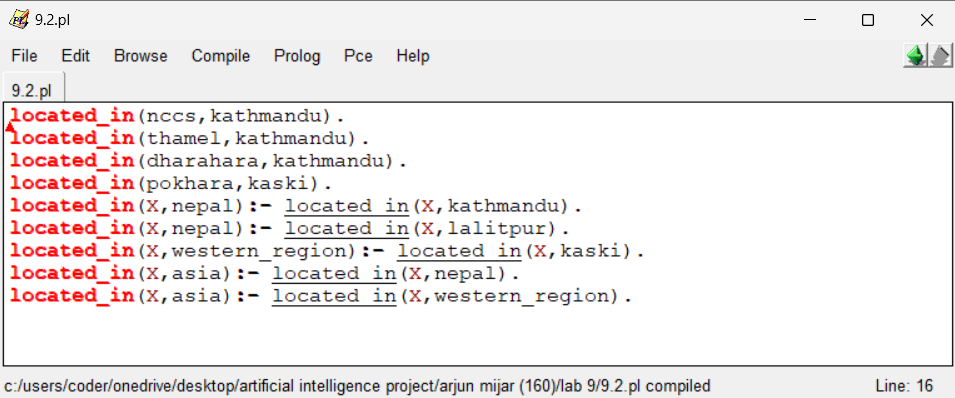 9.2.pl
File Edit Browse Compile Prolog Pce Help
9.2.pl
located_in(nccs,kathmandu).
located_in(thamel,kathmandu).
located_in(dharahara,kathmandu).
located_in(pokhara,kaski).
located_in(X,nepal):- located_in(X,kathmandu).
located_in(X,nepal):- located_in(X,lalitpur).
located_in(X,western_region):- located_in(X,kaski).
located_in(X,asia):- located_in(X,nepal).
located_in(X,asia):- located_in(X,western_region).
c:/users/coder/onedrive/desktop/artificial intelligence project/arjun mijar (160)/lab 9/9.2.pl compiled Line: 16